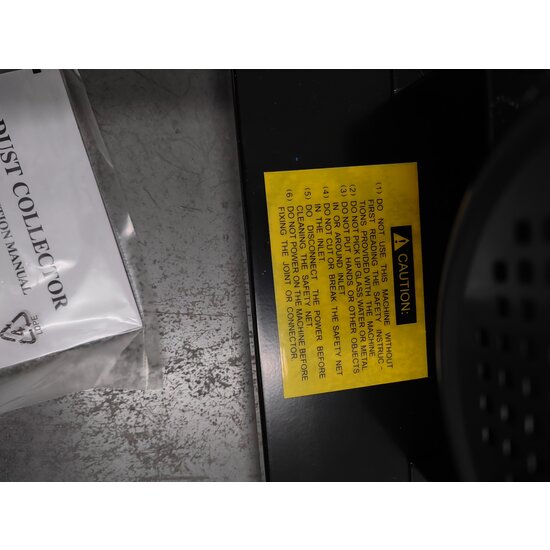 DUST COLLECTOR
MANUAL
CAUTION:
(1) DO NOT USE THIS MACHINE WITHOUT
FIRST READING THE SAFETY INSTRUC-
TIONS PROVIDED WITH THE MACHINE
(2) DO NOT PICK UP GLASS WATER OR METAL
(3) DO NOT PUT HANDS OR OTHER OBJECTS
IN OR AROUND INLET
(4) DO NOT CUT OR BREAK THE SAFETY NET
IN THE INLET
(5) DO DISCONNECT THE POWER BEFORE
CLEANING THE SAFETY NET
(6) DO NOT POWER ON THE MACHINE BEFORE
FIXING THE JOINT OR CONNECTOR